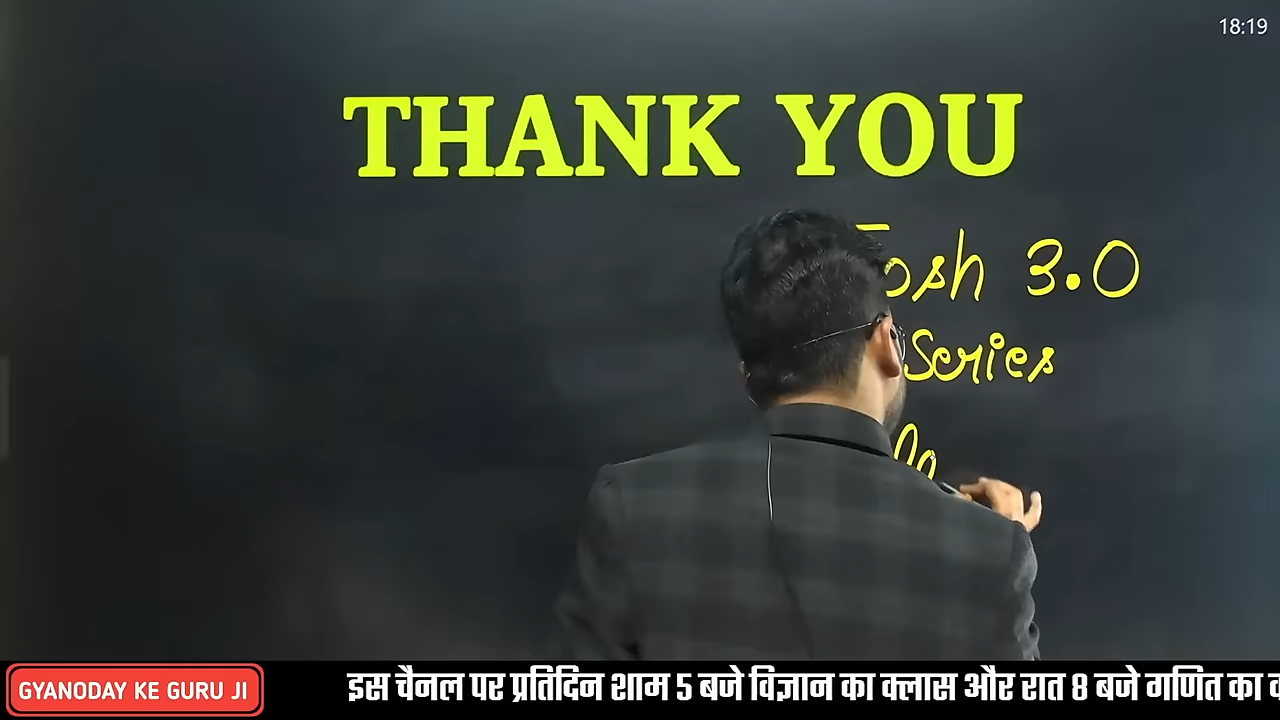 18:19
THANK YOU
osh 3.0
Series
GYANODAY KE GURU JI
इस चैनल पर प्रतिदिन शाम 5 बजे विज्ञान का क्लास और रात 8 बजे गणित का